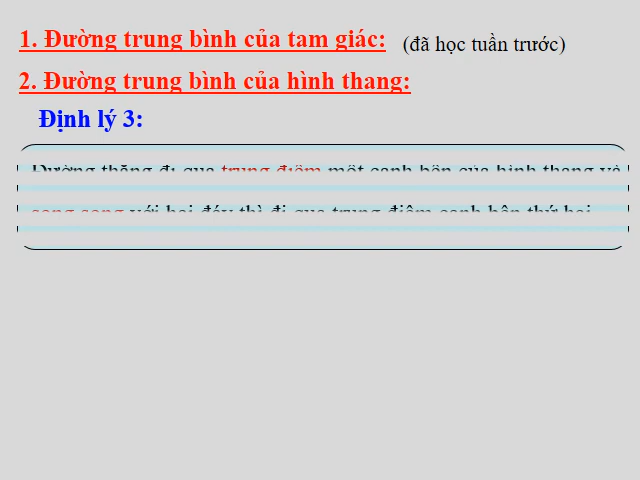 1. Đường trung bình của tam giác: (đã học tuần trước)
2. Đường trung bình của hình thang:
Định lý 3:
Đường thẳng đi qua trung điểm một cạnh bên của hình thang và
song song với hai đáy thì đi qua trung điểm cạnh bên thứ hai